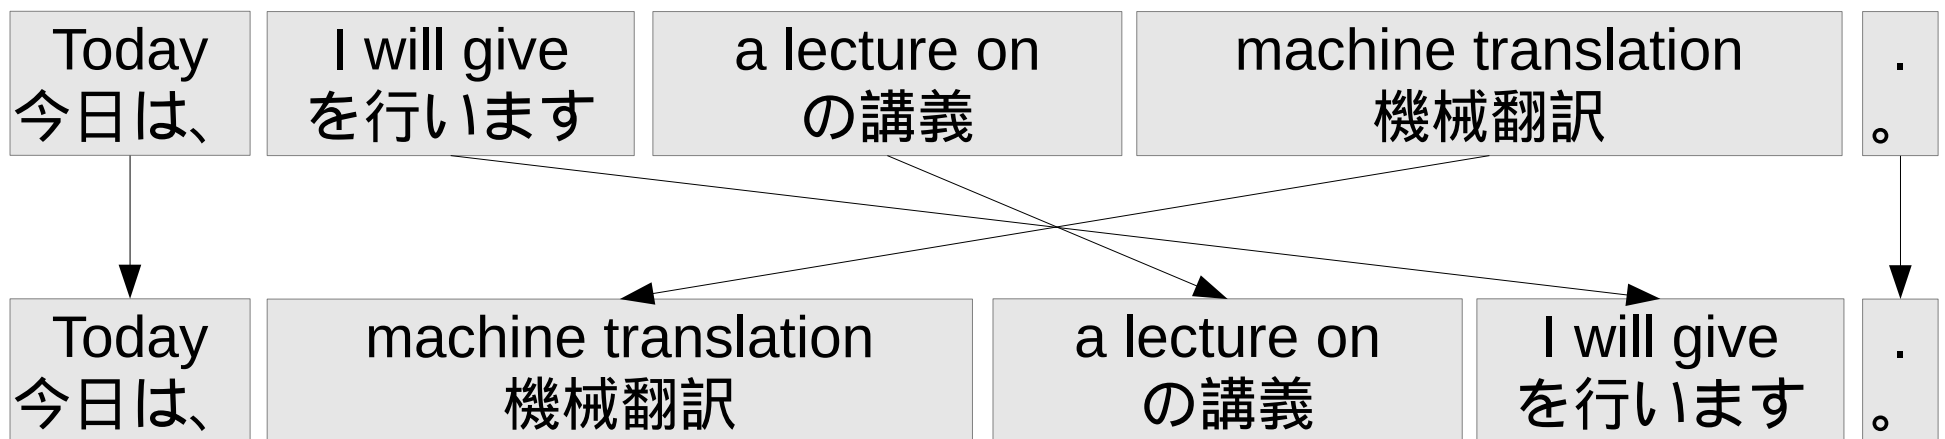 Today I will give a lecture on machine translation .
今日は、 を行います の講義 機械翻訳 。
Today machine translation a lecture on I will give .
今日は、 機械翻訳 の講義 を行います 。